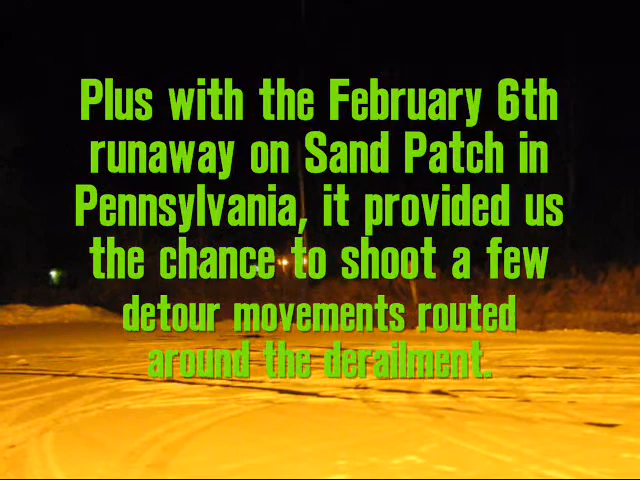 Plus with the February 6th
runaway on Sand Patch in
Pennsylvania, it provided us
the chance to shoot a few
detour movements routed
around the derailment.